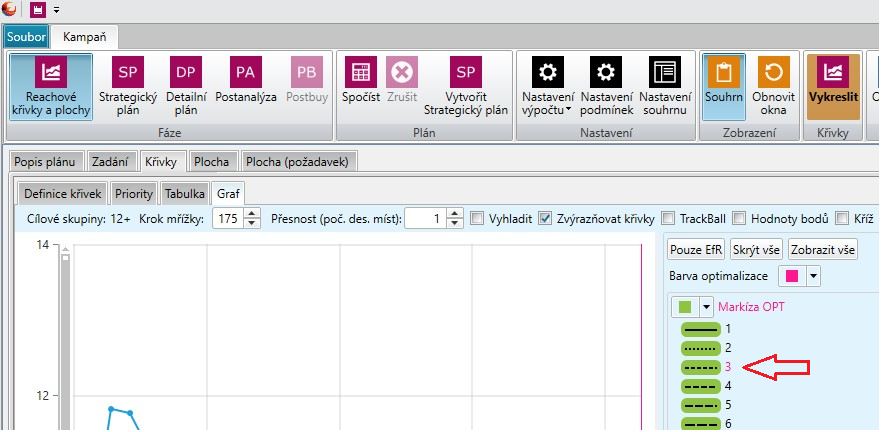 Soubor Kampaň
SP DP PA PB SP
Reachové křivky a plochy Strategický plán Detailní plán Postanalýza Postbuy Spočíst Zrušit Vytvořit Strategický plán Nastavení výpočtu Nastavení podmínek Nastavení souhrnu Souhrn Obnovit okna Vykreslit
Fáze Plán Nastavení Zobrazení Křivky
Popis plánu Zadání Křivky Plocha Plocha (požadavek)
Definice křivek Priority Tabulka Graf
Cílové skupiny: 12+ Krok mřížky: 175 Přesnost (poč. des. míst): 1 Vyhladit Zvýrazňovat křivky TrackBall Hodnoty bodů Kříž
14
Pouze EfR Skrýt vše Zobrazit vše
Barva optimalizace
Markíza OPT
1
2
3
4
12
5
6